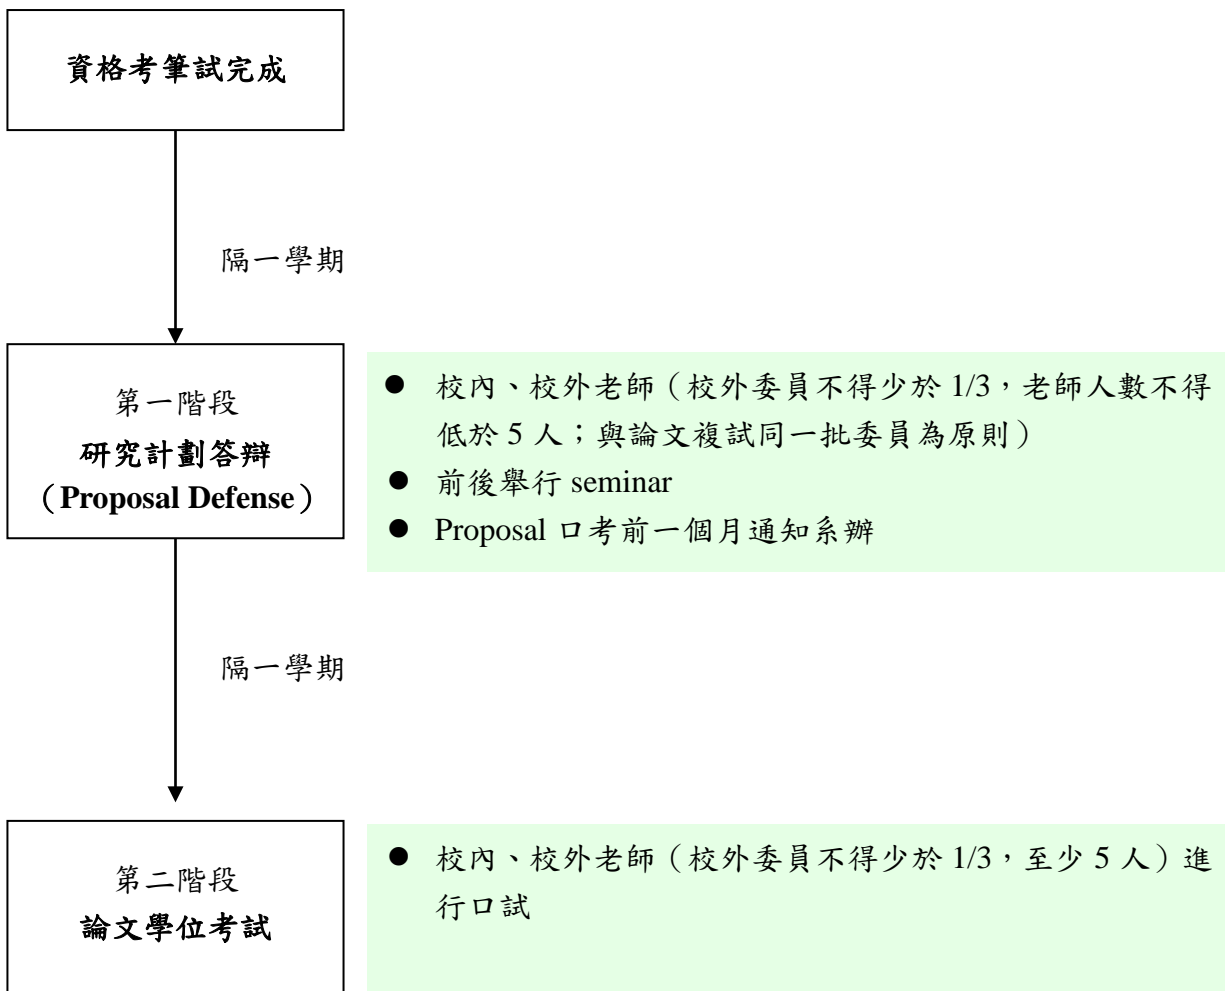 資格考筆試完成
隔一學期
第一階段
研究計劃答辯
（Proposal Defense）
● 校內、校外老師（校外委員不得少於 1/3，老師人數不得
低於 5 人；與論文複試同一批委員為原則）
● 前後舉行 seminar
● Proposal 口考前一個月通知系辦
隔一學期
第二階段
論文學位考試
● 校內、校外老師（校外委員不得少於 1/3，至少 5 人）進
行口試